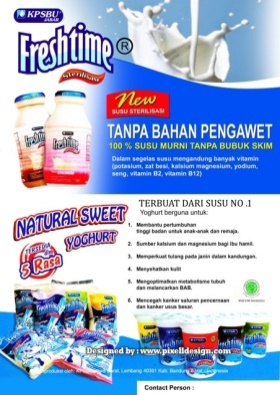 KPSBU
JABAR
Freshtime ®
Sterilisasi
New
SUSU STERILISASI
TANPA BAHAN PENGAWET
100 % SUSU MURNI TANPA BUBUK SKIM
Dalam segelas susu mengandung banyak vitamin
(potasium, zat besi, kalsium magnesium, yodium,
seng, vitamin B2, vitamin B12)
NATURAL SWEET
YOGHURT
TERSEDIA
5 Rasa
TERBUAT DARI SUSU NO .1
Yoghurt berguna untuk:
1. Membantu pertumbuhan
tinggi badan untuk anak-anak dan remaja.
2. Sumber kalsium dan magnesium bagi ibu hamil.
3. Memperkuat tulang pada janin dalam kandungan.
4. Menyehatkan kulit
5. Mengoptimalkan metabolisme tubuh
dan melancarkan BAB.
6. Mencegah kanker saluran pencernaan
dan kanker usus besar.
Designed by : www.pixelldesign.com
Lembang 40391 Kab. Bandung
Contact Person :